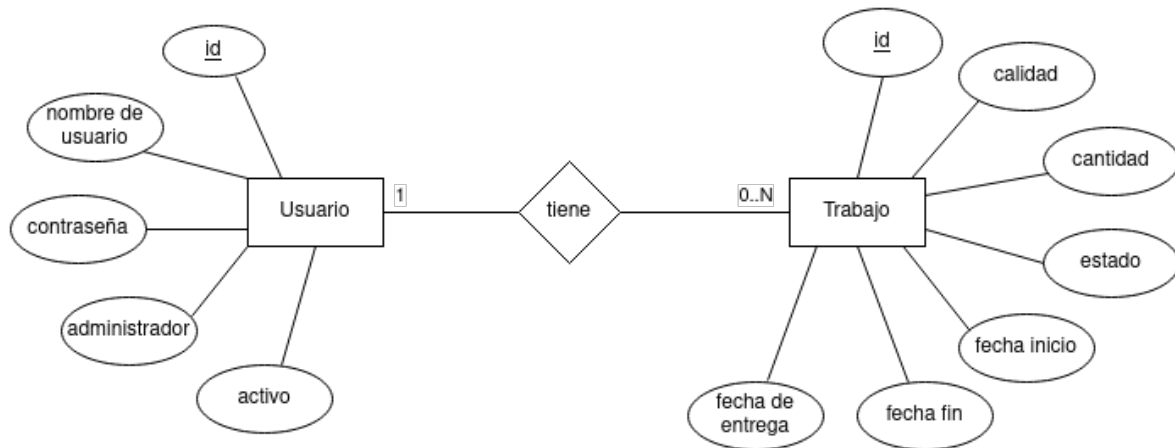 id
nombre de
usuario
contraseña
administrador
activo
Usuario
1
tiene
0..N
Trabajo
id
calidad
cantidad
estado
fecha inicio
fecha fin
fecha de
entrega